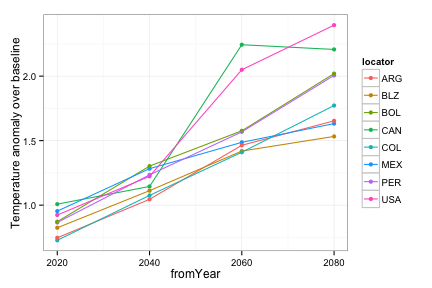 Temperature anomaly over baseline
2.0
1.5
1.0
2020 2040 2060 2080
fromYear
locator
ARG
BLZ
BOL
CAN
COL
MEX
PER
USA